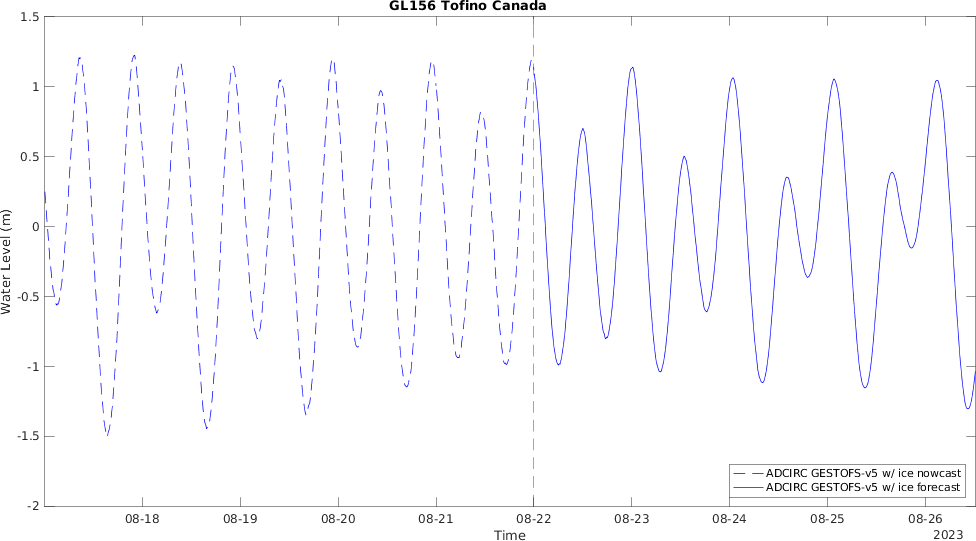 GL156 Tofino Canada
1.5
1
0.5
0
-0.5
-1
-1.5
-2
Water Level (m)
08-18 08-19 08-20 08-21 08-22 08-23 08-24 08-25 08-26
Time
2023
ADCIRC GESTOFS-v5 w/ ice nowcast
ADCIRC GESTOFS-v5 w/ ice forecast